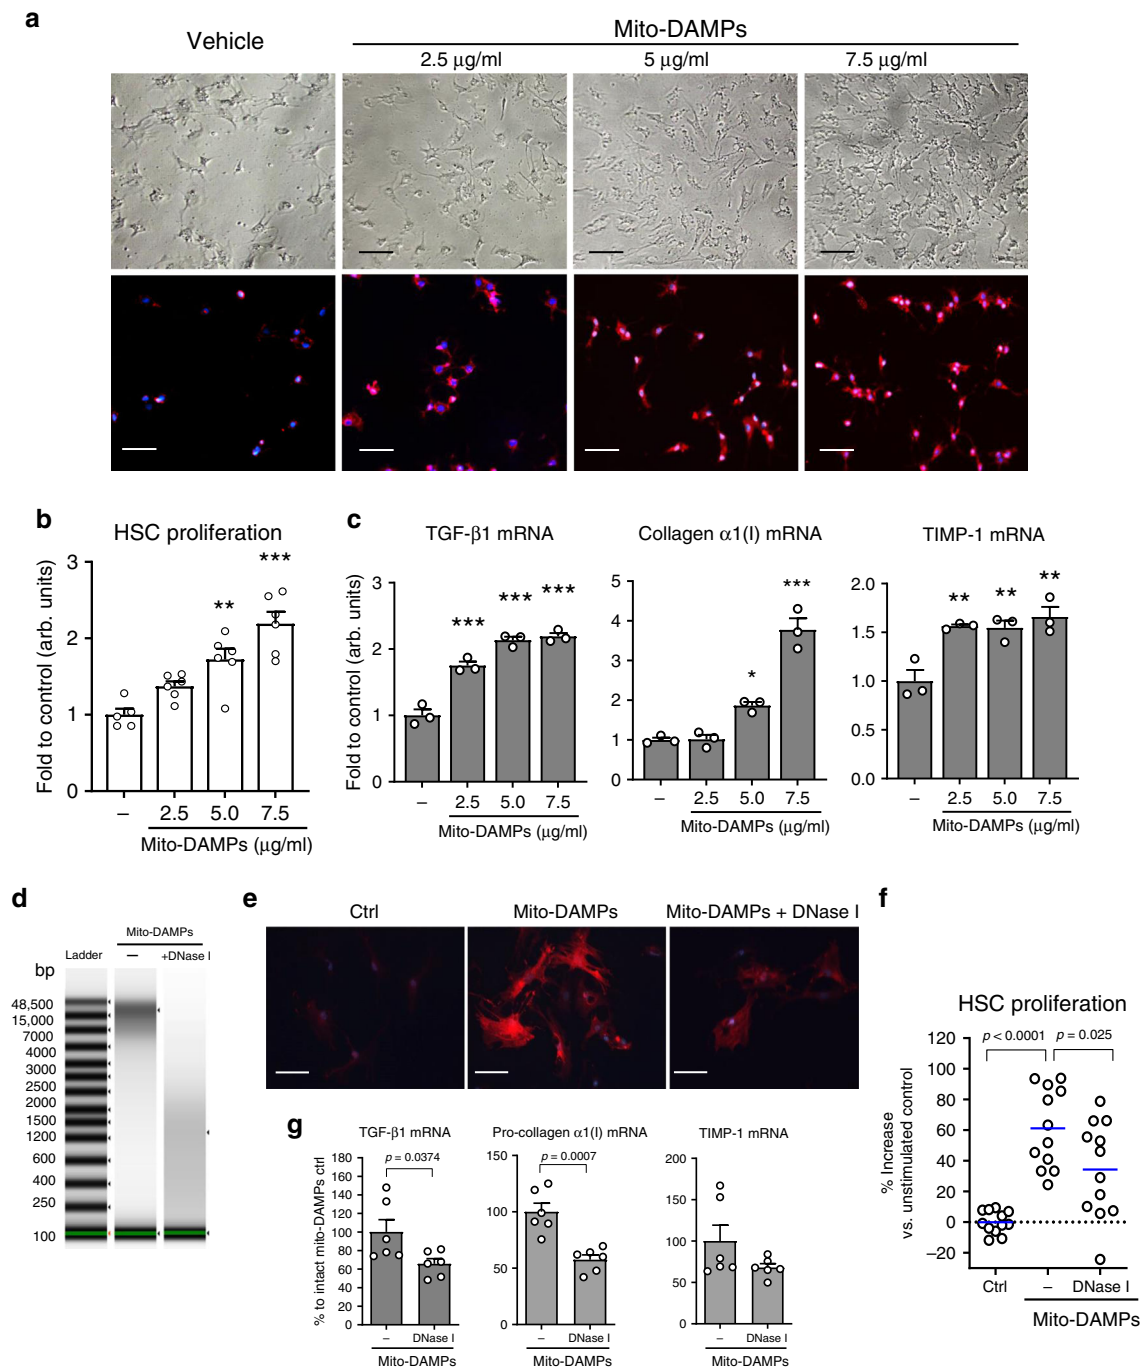 a
Vehicle
Mito-DAMPs
2.5 μg/ml
5 μg/ml
7.5 μg/ml
b
HSC proliferation
Fold to control (arb. units)
3
2
1
0
**
***
–
2.5
5.0
7.5
Mito-DAMPs (μg/ml)
c
TGF-β1 mRNA
Fold to control (arb. units)
3
2
1
0
***
***
***
–
2.5
5.0
7.5
Mito-DAMPs (μg/ml)
Collagen α1(I) mRNA
5
4
3
2
1
0
*
***
–
2.5
5.0
7.5
Mito-DAMPs (μg/ml)
TIMP-1 mRNA
2.0
1.5
1.0
0.5
0.0
**
**
**
–
2.5
5.0
7.5
Mito-DAMPs (μg/ml)
d
Mito-DAMPs
Ladder
–
+DNase I
bp
48,500
15,000
7000
4000
3000
2500
2000
1500
1200
600
400
250
100
e
Ctrl
Mito-DAMPs
Mito-DAMPs + DNase I
f
HSC proliferation
% Increase
vs. unstimulated control
120
100
80
60
40
20
0
–20
p < 0.0001
p = 0.025
Ctrl
–
DNase I
Mito-DAMPs
g
TGF-β1 mRNA
% to intact mito-DAMPs ctrl
180
160
140
120
100
80
60
40
20
0
p = 0.0374
–
DNase I
Mito-DAMPs
Pro-collagen α1(I) mRNA
150
100
50
0
p = 0.0007
–
DNase I
Mito-DAMPs
TIMP-1 mRNA
200
150
100
50
0
–
DNase I
Mito-DAMPs